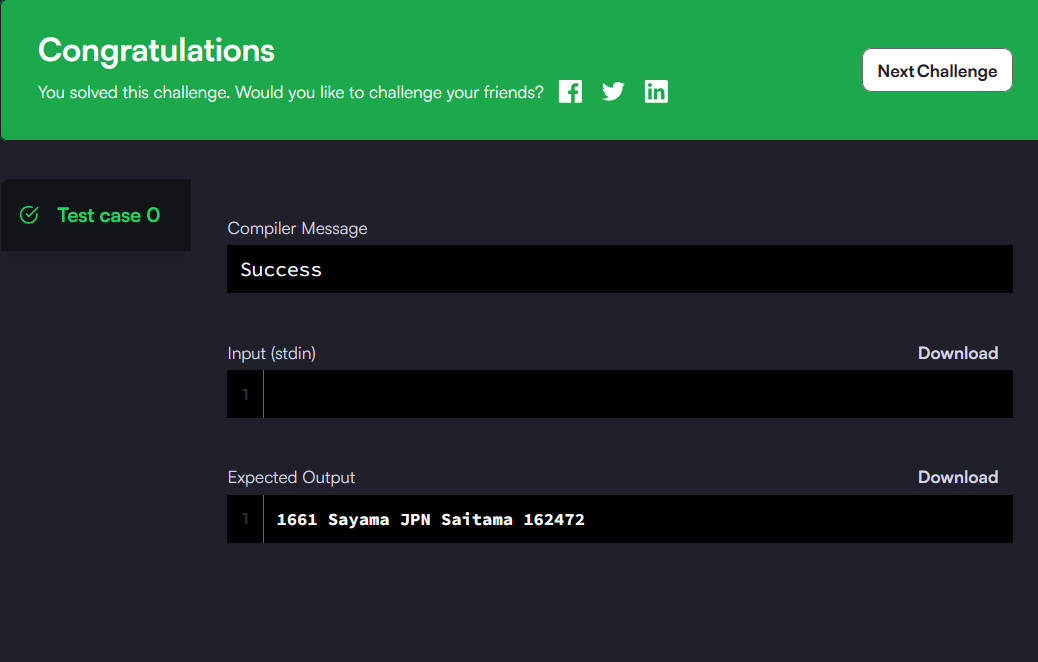 Congratulations
You solved this challenge. Would you like to challenge your friends?
Next Challenge
Test case 0
Compiler Message
Success
Input (stdin)
Download
1
Expected Output
Download
1
1661 Sayama JPN Saitama 162472